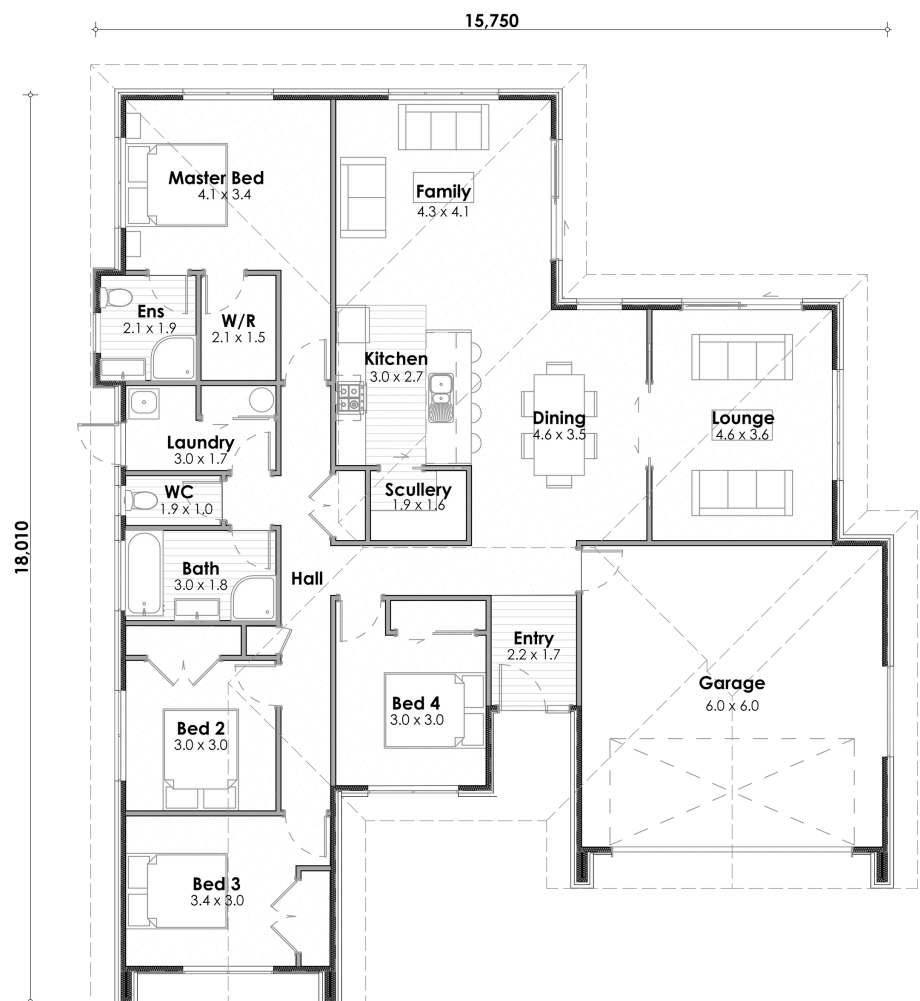 15,750
18,010
Master Bed
4.1 x 3.4
Family
4.3 x 4.1
Ens
2.1 x 1.9
W/R
2.1 x 1.5
Kitchen
3.0 x 2.7
Dining
4.6 x 3.5
Lounge
4.6 x 3.6
Laundry
3.0 x 1.7
WC
1.9 x 1.0
Scullery
1.9 x 1.6
Bath
3.0 x 1.8
Hall
Entry
2.2 x 1.7
Garage
6.0 x 6.0
Bed 4
3.0 x 3.0
Bed 2
3.0 x 3.0
Bed 3
3.4 x 3.0